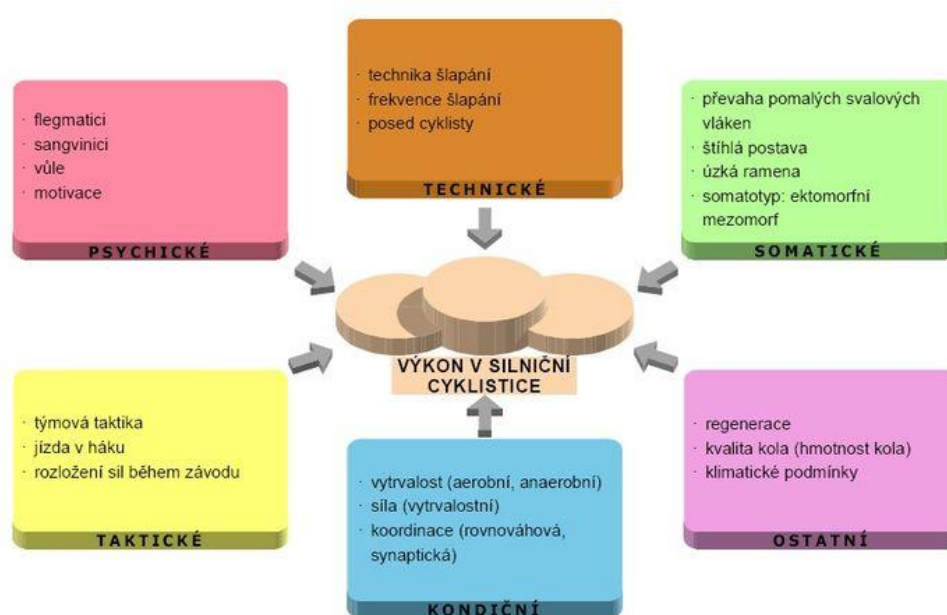 · flegmatici
· sangvinici
· vůle
· motivace
PSYCHICKÉ
· technika šlapání
· frekvence šlapání
· posed cyklisty
TECHNICKÉ
· převaha pomalých svalových
vláken
· štíhlá postava
· úzká ramena
· somatotyp: ektomorfní
mezomorf
SOMATICKÉ
VÝKON V SILNIČNÍ
CYKLISTICE
· týmová taktika
· jízda v háku
· rozložení sil během závodu
TAKTICKÉ
· vytrvalost (aerobní, anaerobní)
· síla (vytrvalostní)
· koordinace (rovnováhová,
synaptická)
KONDIČNÍ
· regenerace
· kvalita kola (hmotnost kola)
· klimatické podmínky
OSTATNÍ